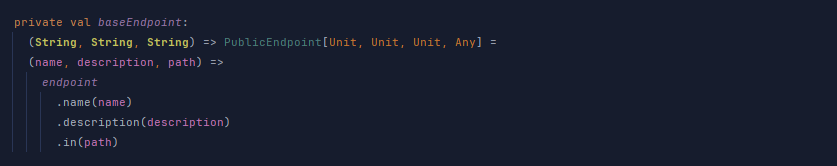 private val baseEndpoint:
(String, String, String) => PublicEndpoint[Unit, Unit, Unit, Any] =
(name, description, path) =>
endpoint
.name(name)
.description(description)
.in(path)